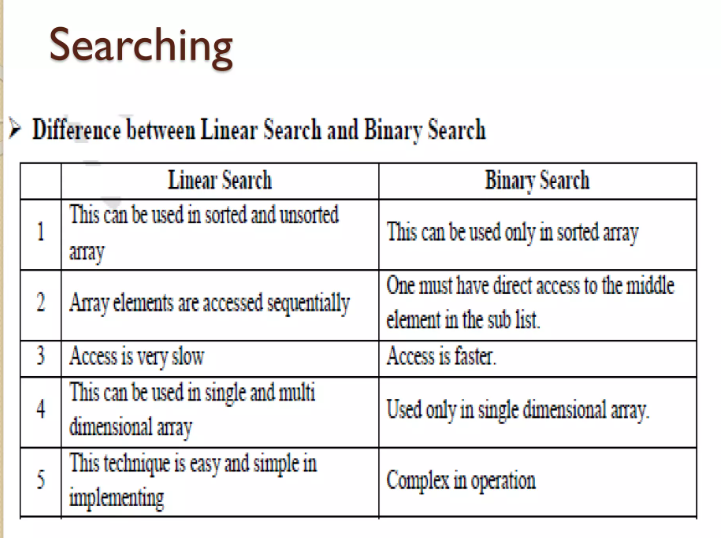 Searching
➢ Difference between Linear Search and Binary Search
Linear Search Binary Search
1 This can be used in sorted and unsorted array This can be used only in sorted array
2 Array elements are accessed sequentially One must have direct access to the middle element in the sub list.
3 Access is very slow Access is faster.
4 This can be used in single and multi dimensional array Used only in single dimensional array.
5 This technique is easy and simple in implementing Complex in operation